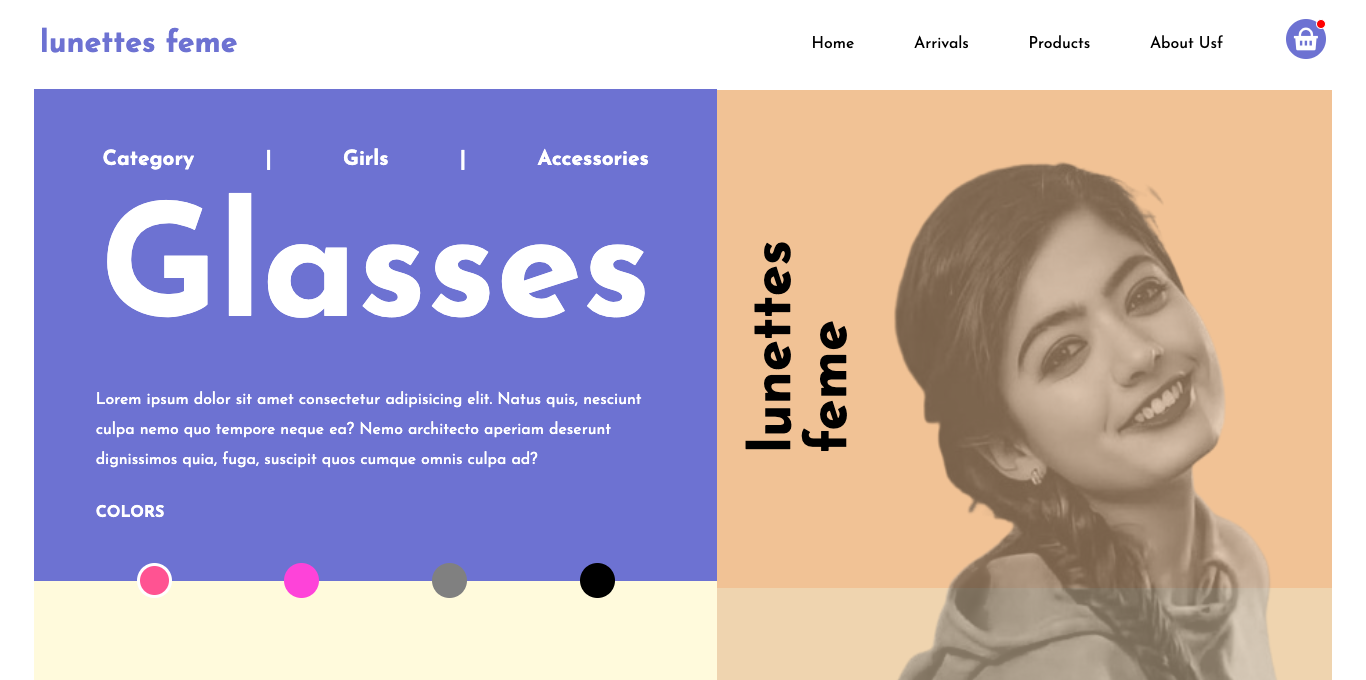 lunettes feme
Home Arrivals Products About Usf
Category | Girls | Accessories
Glasses
Lorem ipsum dolor sit amet consectetur adipisicing elit. Natus quis, nesciunt
culpa nemo quo tempore neque ea? Nemo architecto aperiam deserunt
dignissimos quia, fuga, suscipit quos cumque omnis culpa ad?
COLORS
lunettes
feme